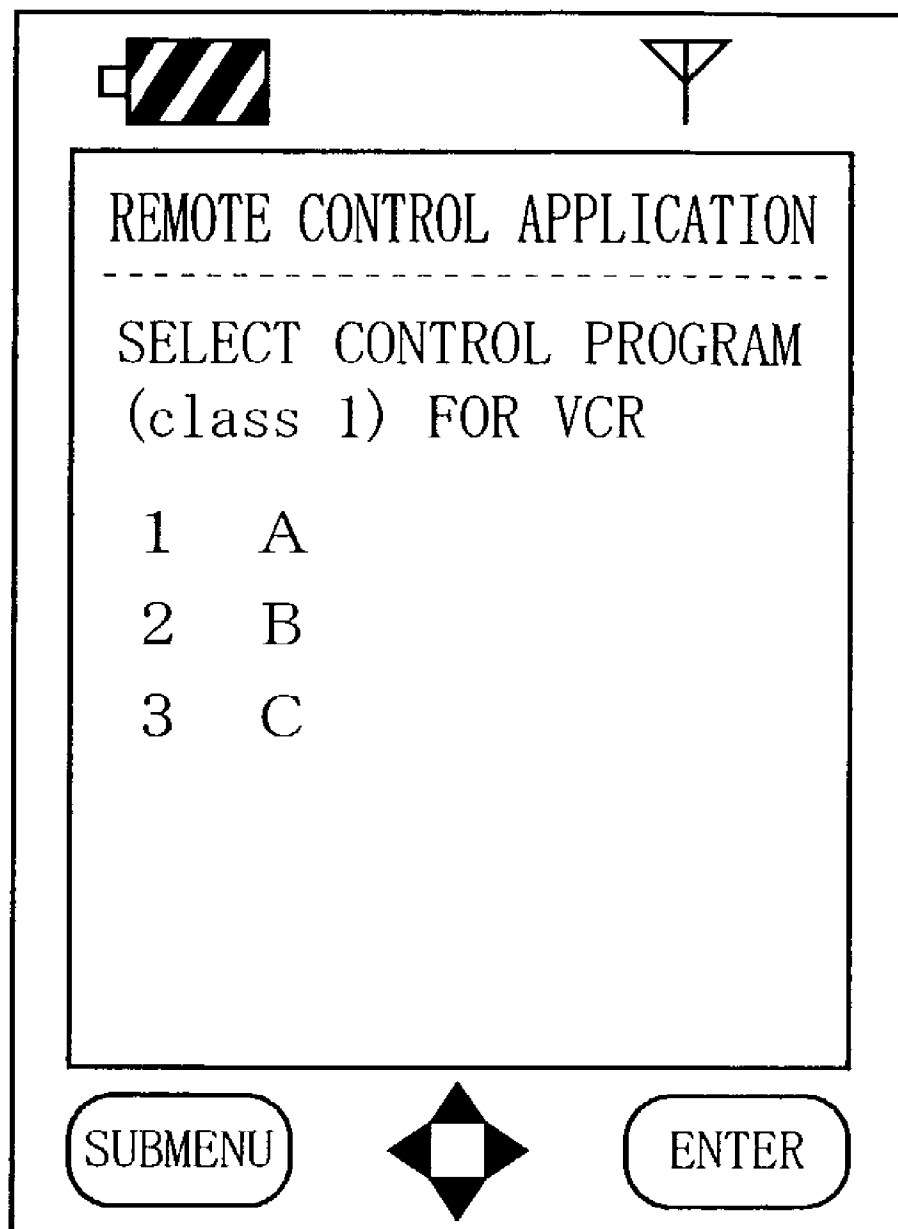 REMOTE CONTROL APPLICATION
SELECT CONTROL PROGRAM
(class 1) FOR VCR
1 A
2 B
3 C
SUBMENU
ENTER